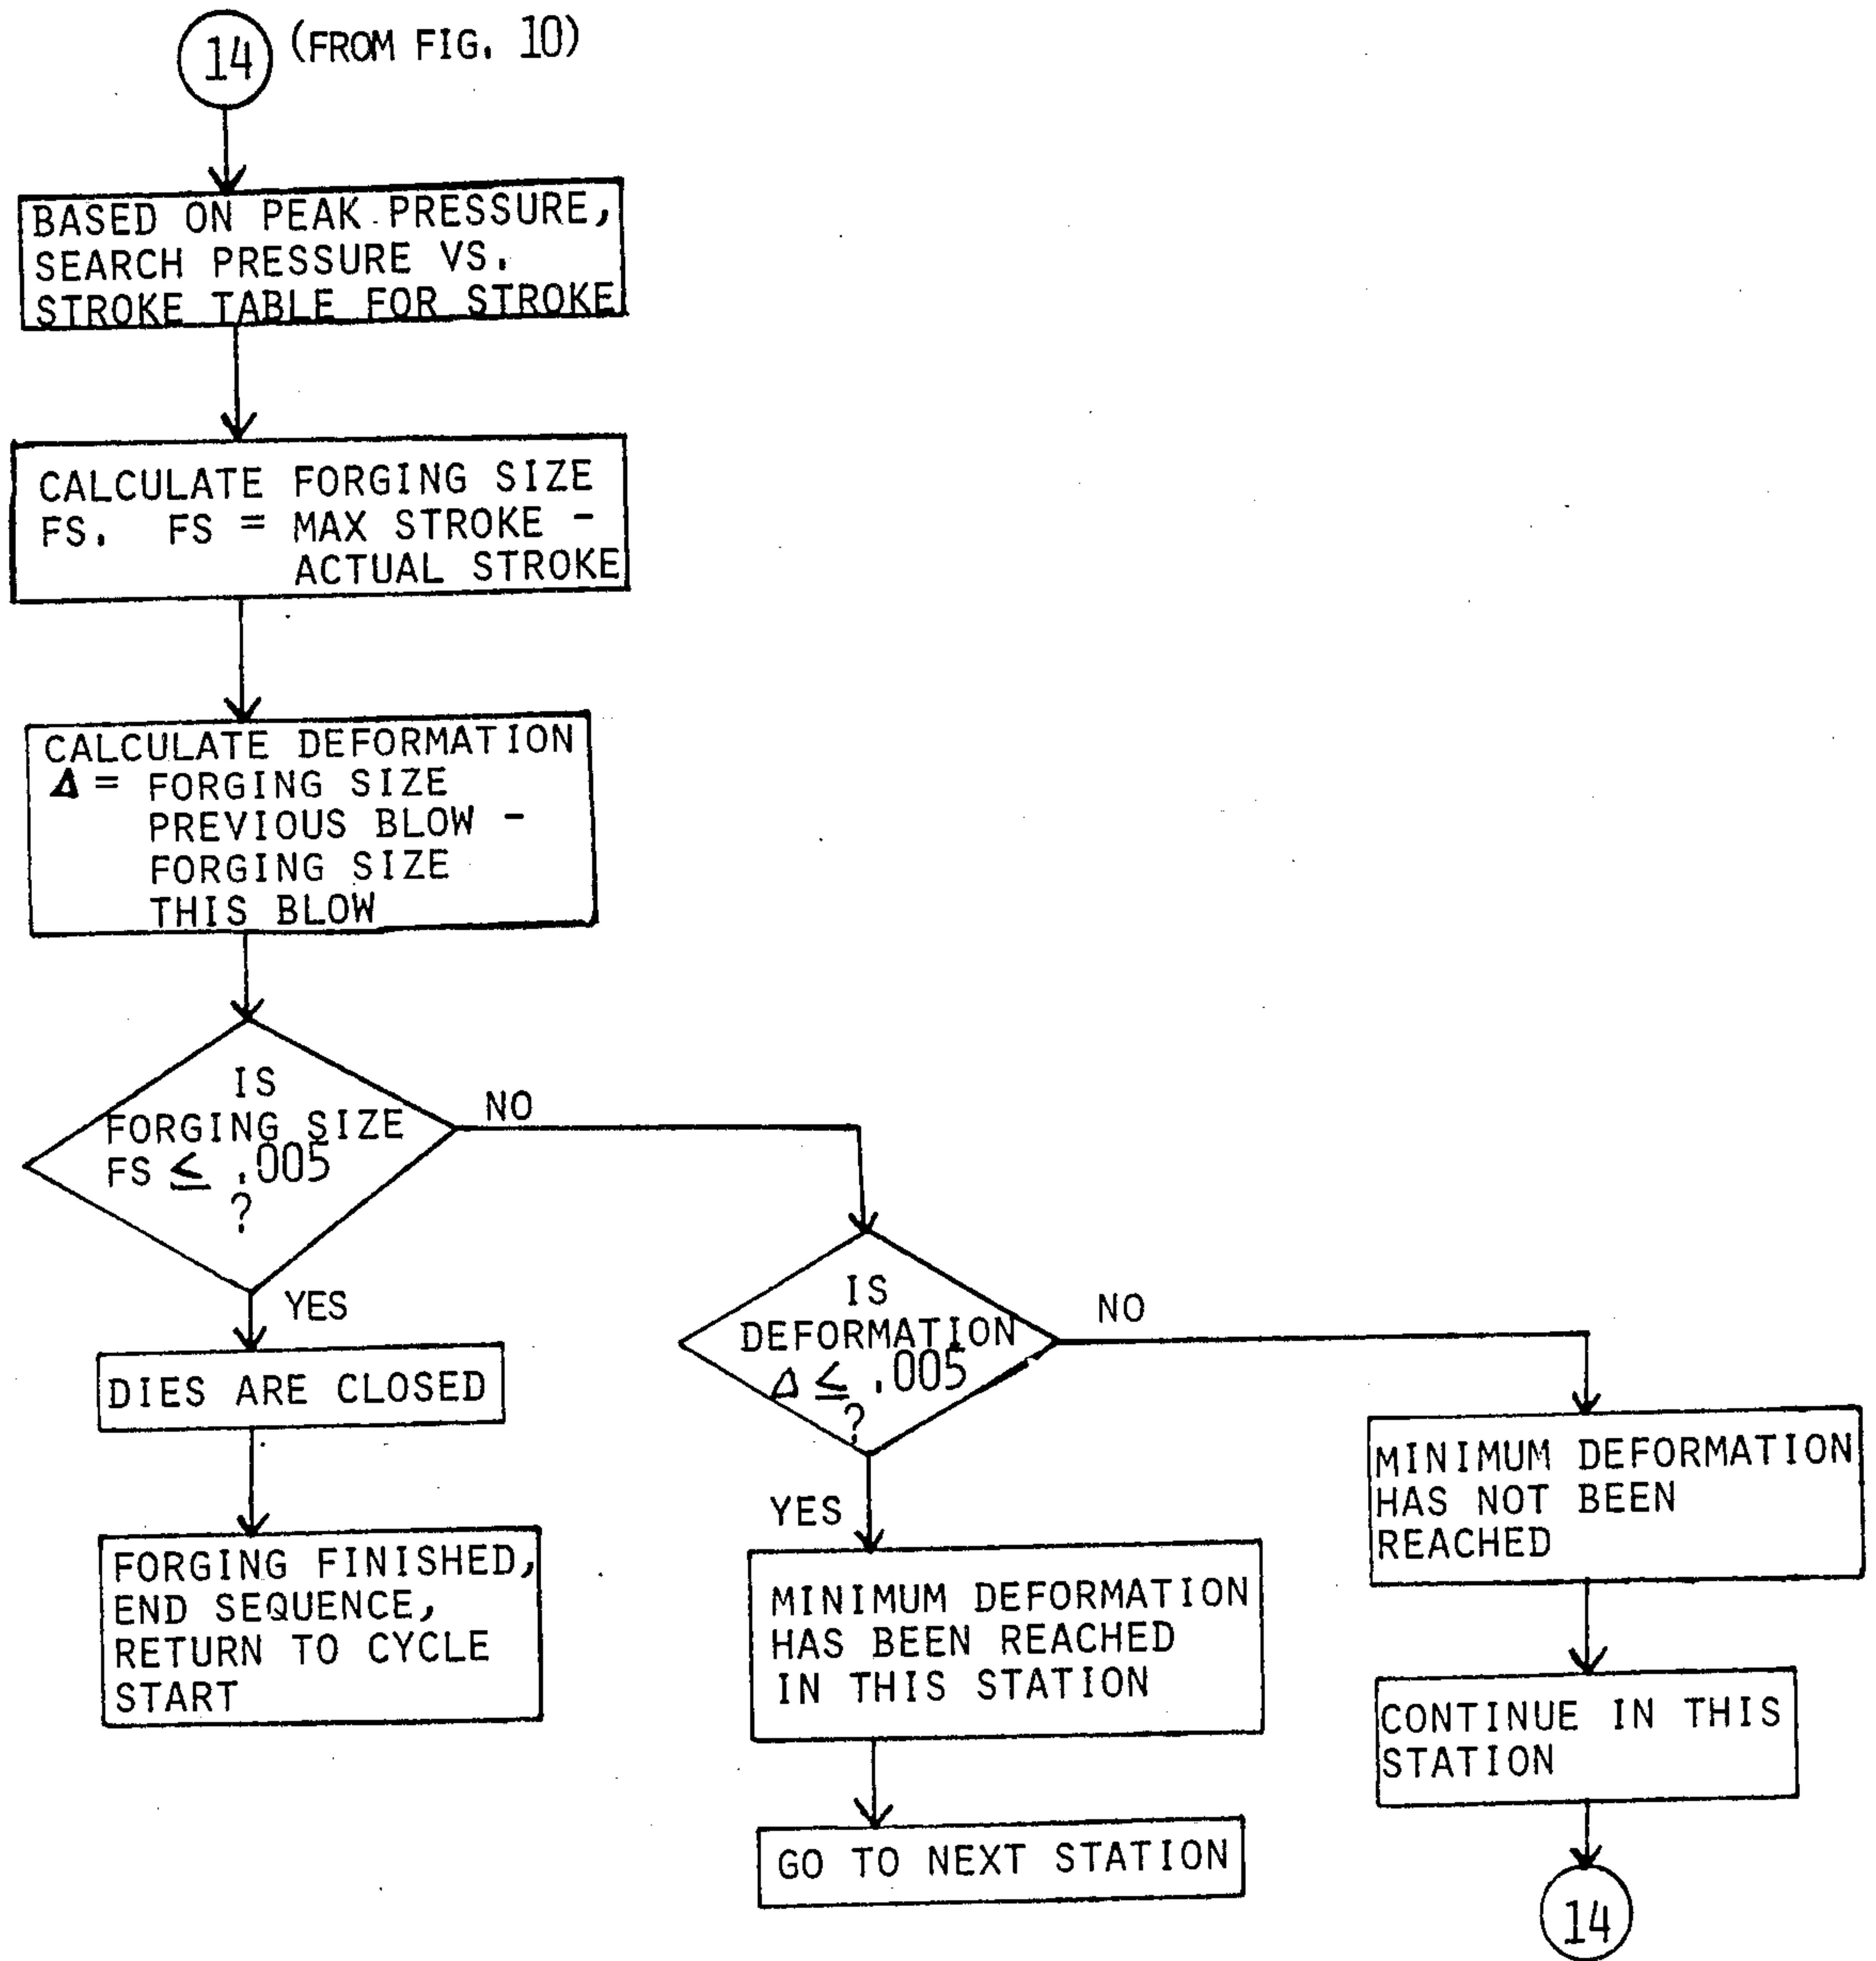 14 (FROM FIG. 10)
BASED ON PEAK PRESSURE,
SEARCH PRESSURE VS.
STROKE TABLE FOR STROKE
CALCULATE FORGING SIZE
FS. FS = MAX STROKE -
ACTUAL STROKE
CALCULATE DEFORMATION
Δ = FORGING SIZE
PREVIOUS BLOW -
FORGING SIZE
THIS BLOW
IS
FORGING SIZE
FS ≤ .005
?
NO
YES
DIES ARE CLOSED
FORGING FINISHED,
END SEQUENCE,
RETURN TO CYCLE
START
IS
DEFORMATION
Δ ≤ .005
?
NO
YES
MINIMUM DEFORMATION
HAS BEEN REACHED
IN THIS STATION
GO TO NEXT STATION
MINIMUM DEFORMATION
HAS NOT BEEN
REACHED
CONTINUE IN THIS
STATION
14